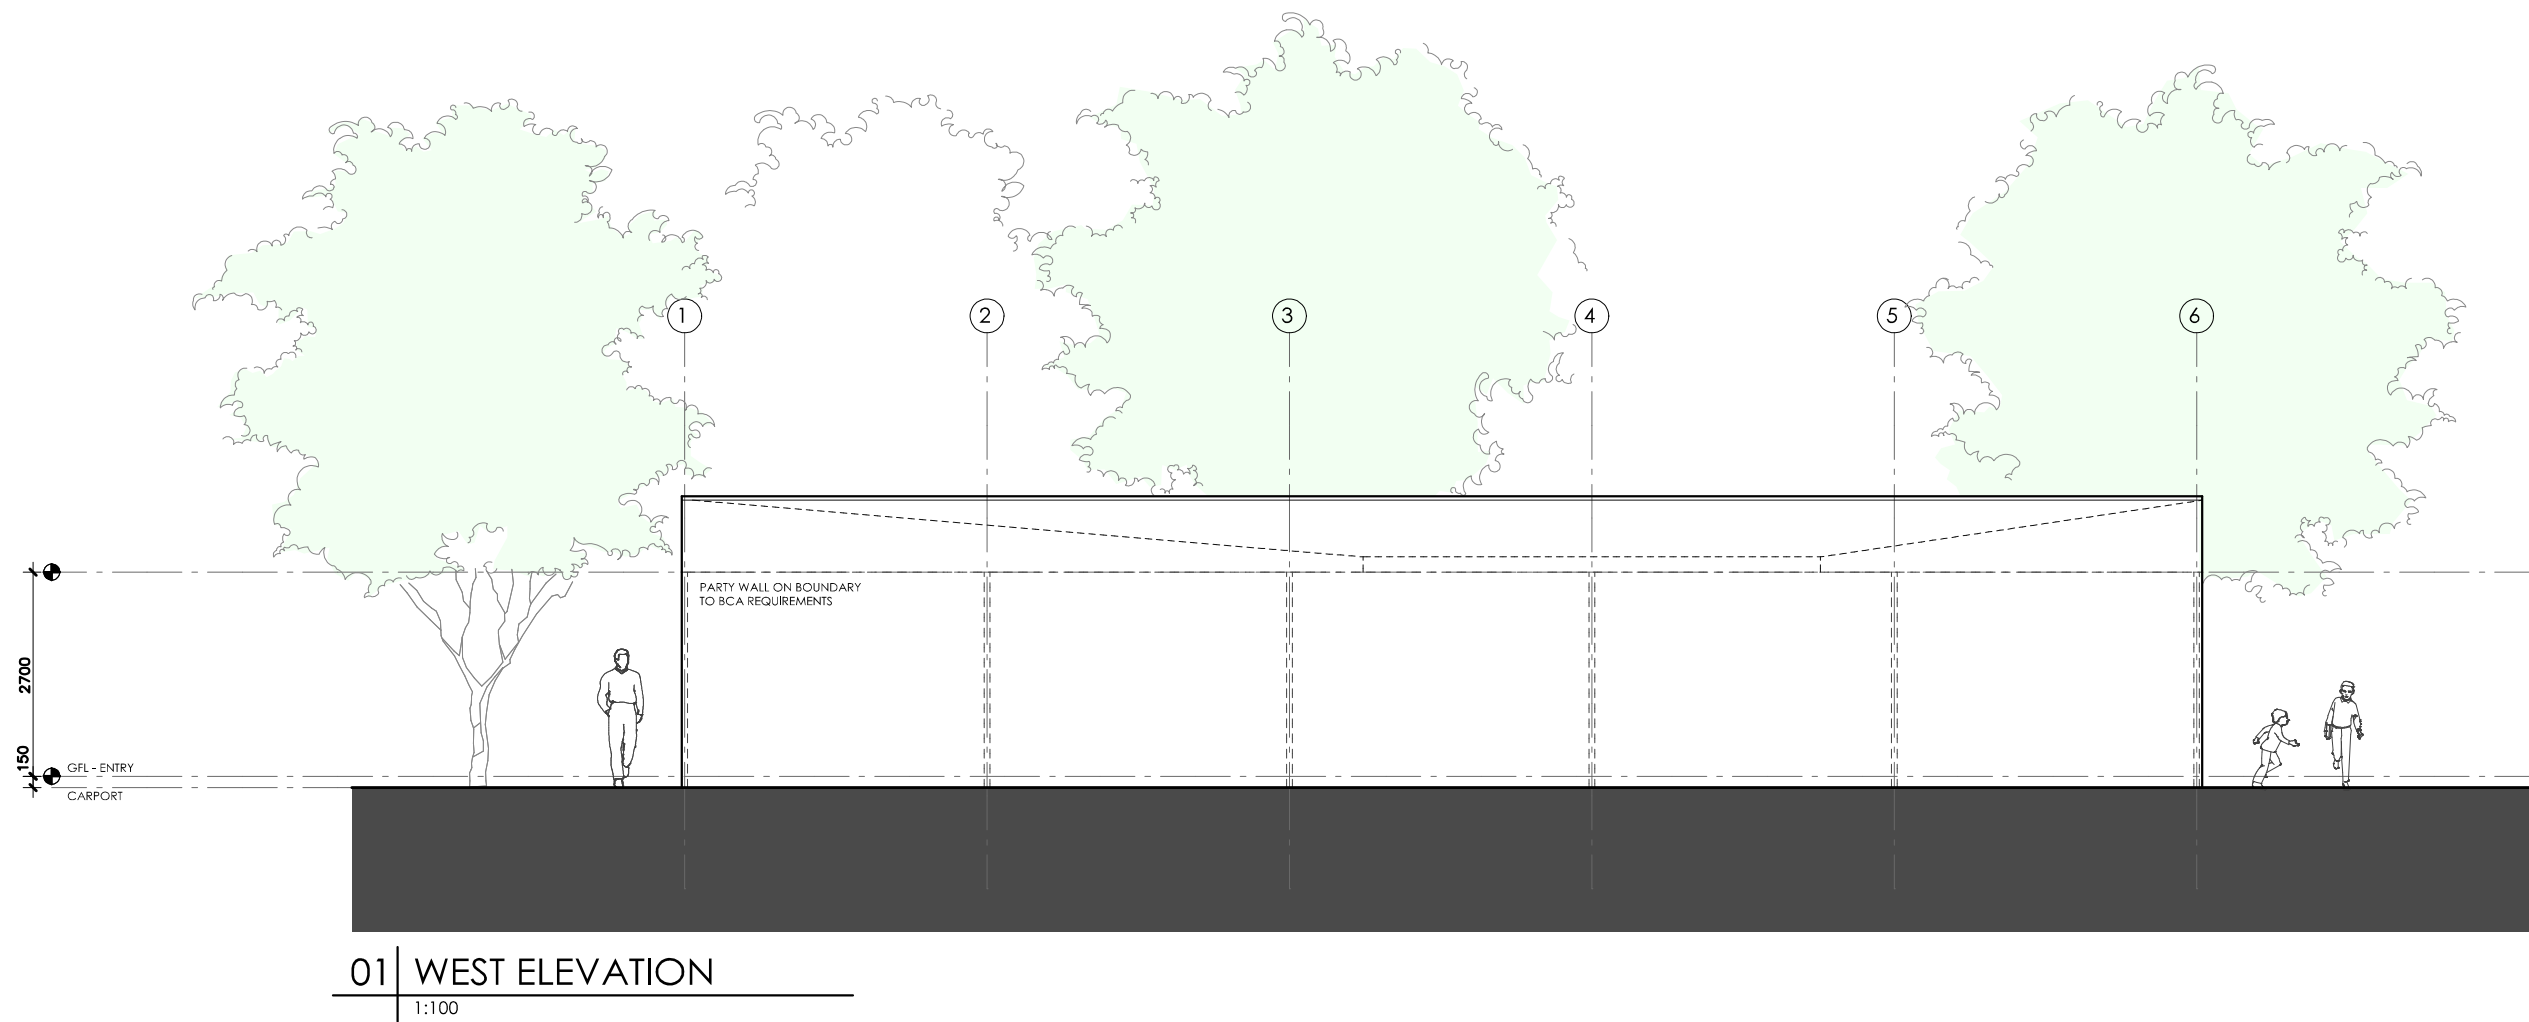 1
2
3
4
5
6
PARTY WALL ON BOUNDARY
TO BCA REQUIREMENTS
2700
150
GFL - ENTRY
CARPORT
01 WEST ELEVATION
1:100